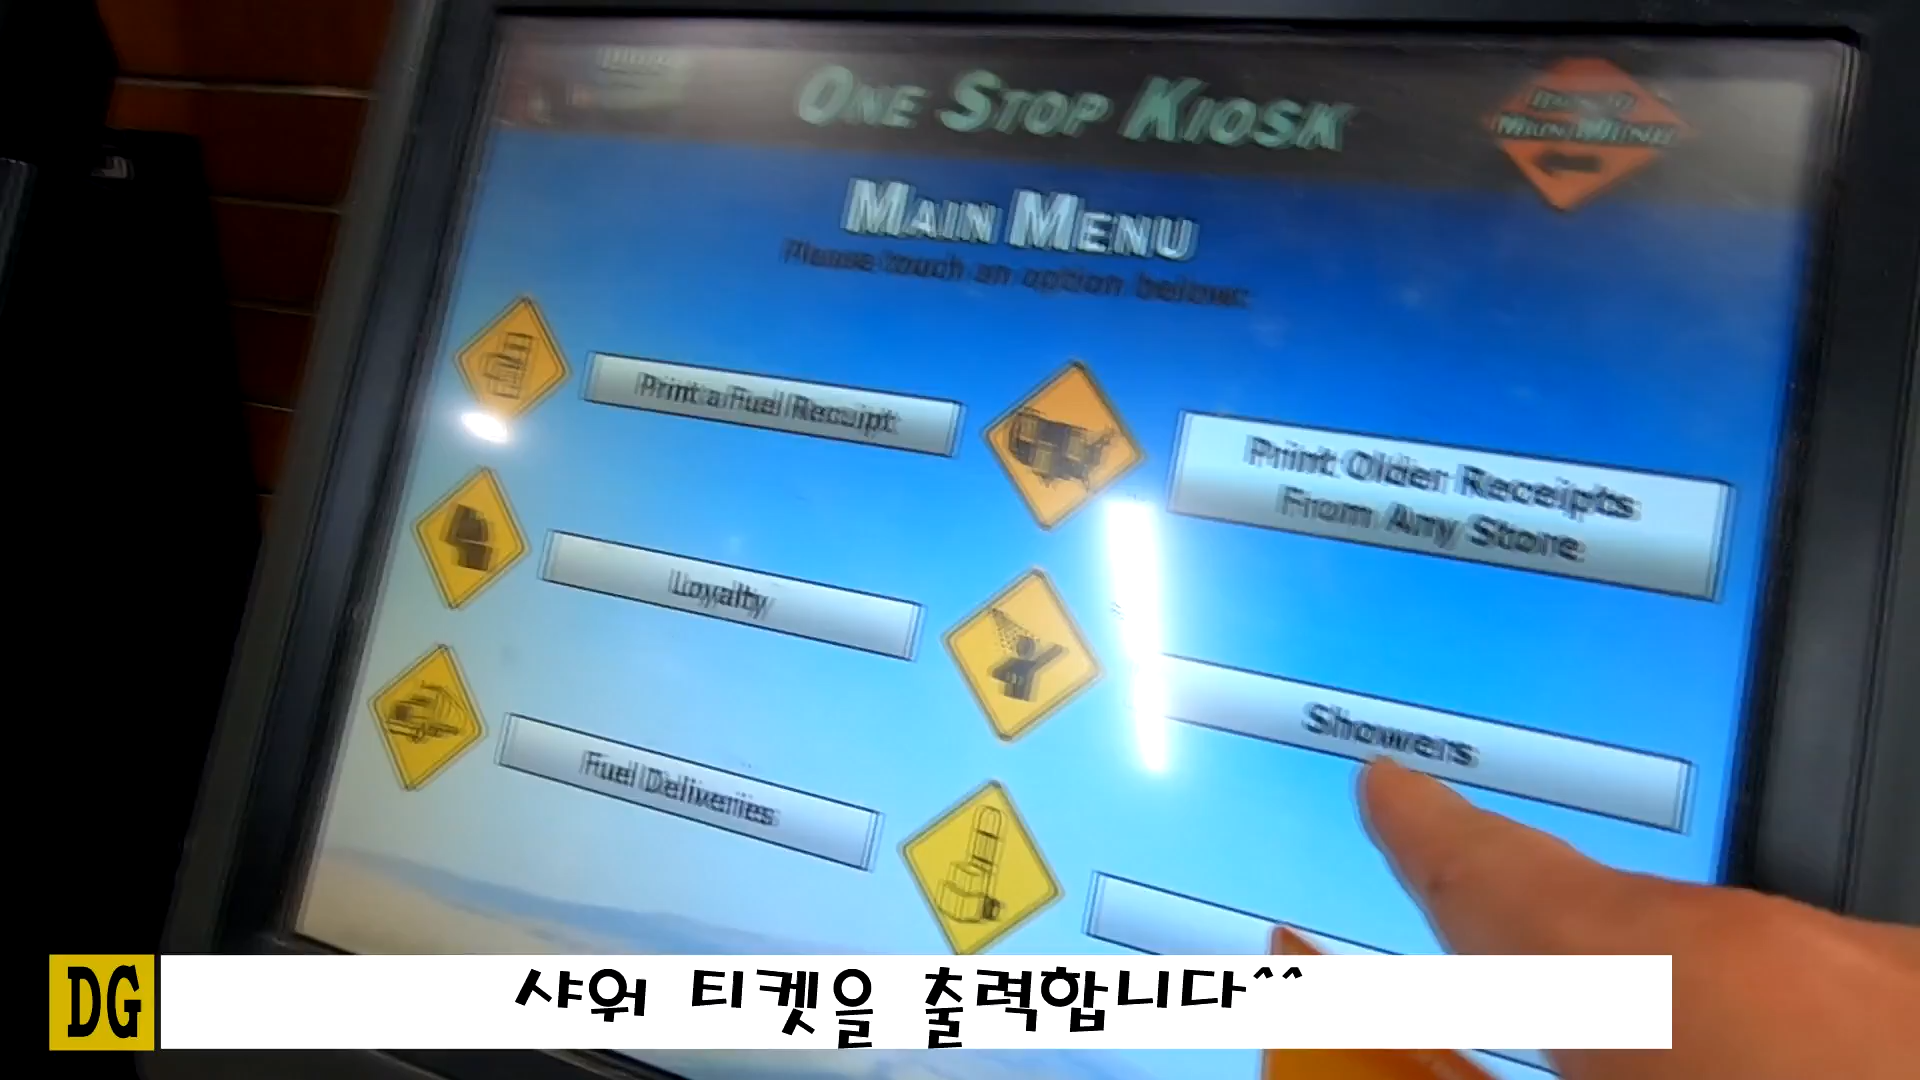 ONE STOP KIOSK
MAIN MENU
Please touch an option below:
Print a Fuel Receipt
Print Older Receipts
From Any Store
Loyalty
Showers
Fuel Deliveries
DG
샤워 티켓을 출력합니다^^